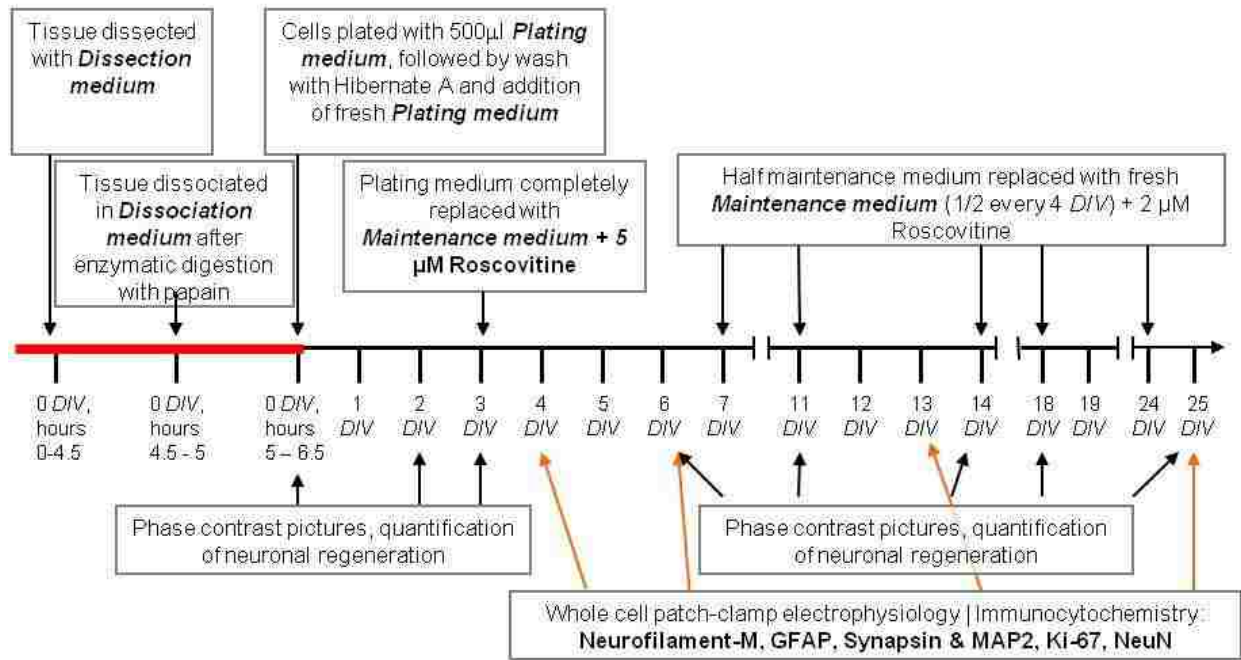 Tissue dissected
with Dissection
medium
Cells plated with 500µl Plating
medium, followed by wash
with Hibernate A and addition
of fresh Plating medium
Tissue dissociated
in Dissociation
medium after
enzymatic digestion
with papain
Plating medium completely
replaced with
Maintenance medium + 5
µM Roscovitine
Half maintenance medium replaced with fresh
Maintenance medium (1/2 every 4 DIV) + 2 µM
Roscovitine
0 DIV,
hours
0-4.5
0 DIV,
hours
4.5 - 5
0 DIV,
hours
5 – 6.5
1
DIV
2
DIV
3
DIV
4
DIV
5
DIV
6
DIV
7
DIV
11
DIV
12
DIV
13
DIV
14
DIV
18
DIV
19
DIV
24
DIV
25
DIV
Phase contrast pictures, quantification
of neuronal regeneration
Phase contrast pictures, quantification
of neuronal regeneration
Whole cell patch-clamp electrophysiology | Immunocytochemistry:
Neurofilament-M, GFAP, Synapsin & MAP2, Ki-67, NeuN